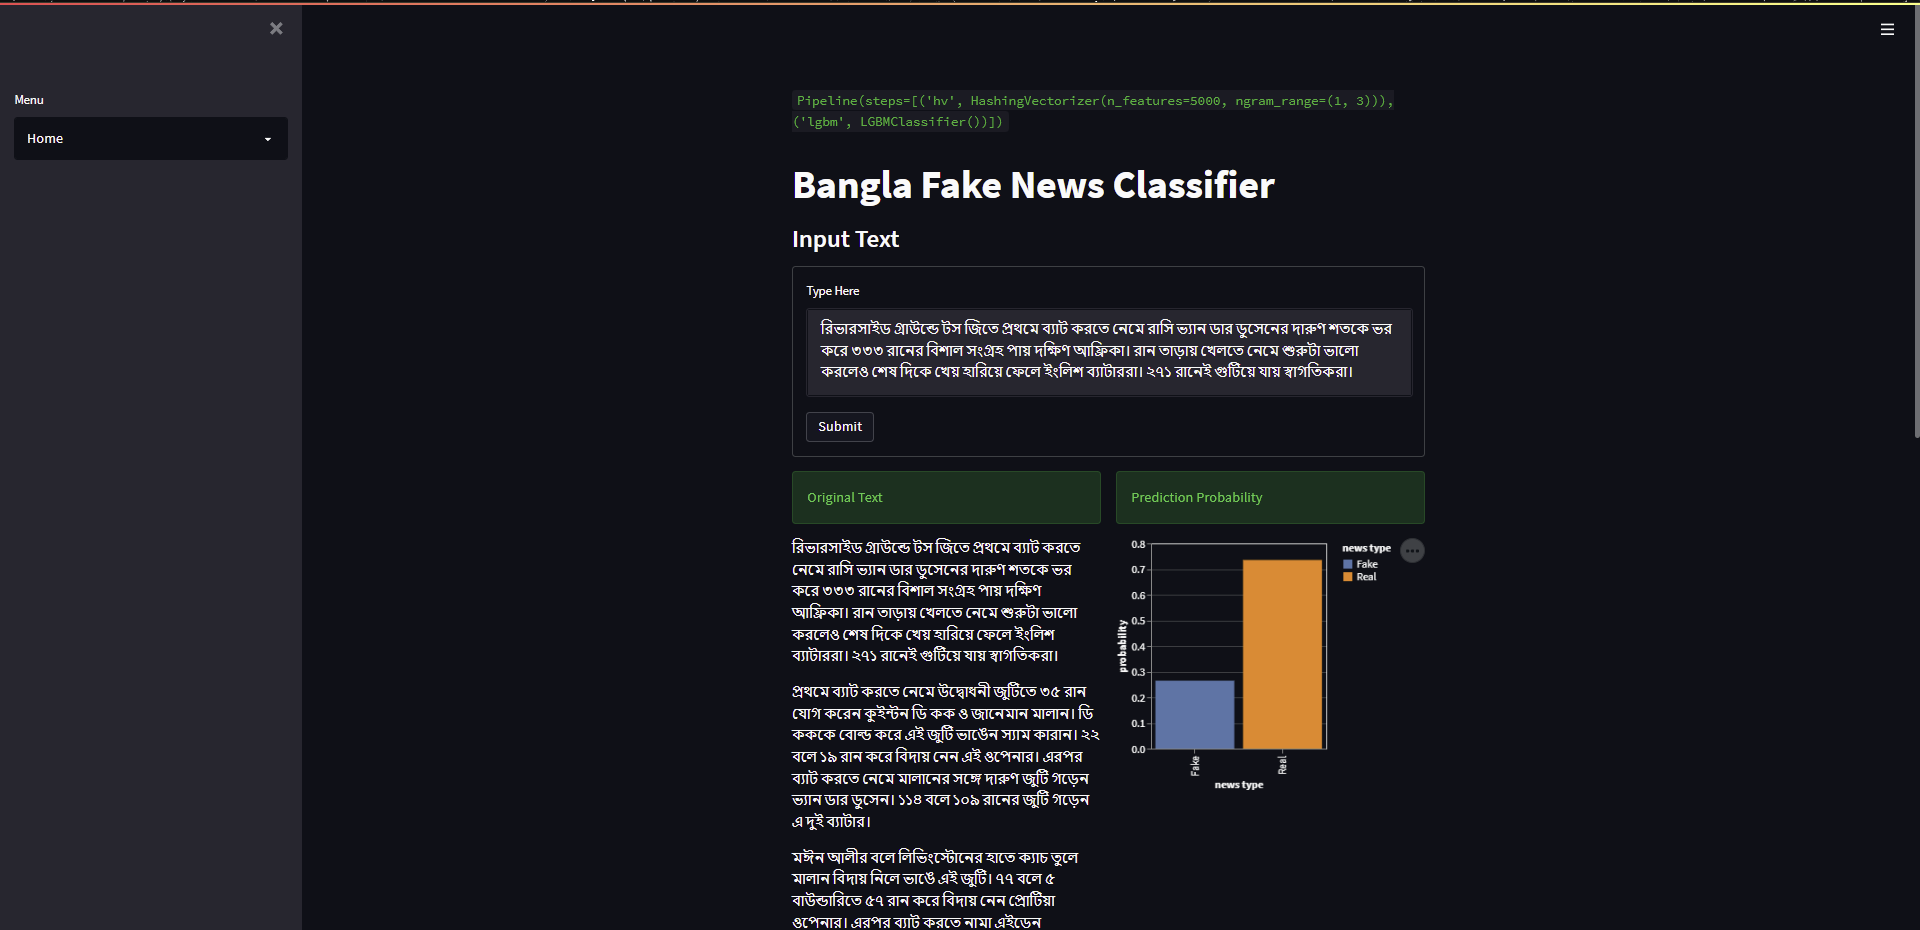 Menu
Home
Pipeline(steps=[('hv', HashingVectorizer(n_features=5000, ngram_range=(1, 3))),
('lgbm', LGBMClassifier())])
Bangla Fake News Classifier
Input Text
Type Here
রিভারসাইড গ্রাউন্ডে টস জিতে প্রথমে ব্যাট করতে নেমে রাসি ভ্যান ডার ডুসেনের দারুণ শতকে ভর
করে ৩৩৩ রানের বিশাল সংগ্রহ পায় দক্ষিণ আফ্রিকা। রান তাড়ায় খেলতে নেমে শুরুটা ভালো
করলেও শেষ দিকে খেয় হারিয়ে ফেলে ইংলিশ ব্যাটাররা। ২৭১ রানেই গুটিয়ে যায় স্বাগতিকরা।
Submit
Original Text
রিভারসাইড গ্রাউন্ডে টস জিতে প্রথমে ব্যাট করতে
নেমে রাসি ভ্যান ডার ডুসেনের দারুণ শতকে ভর
করে ৩৩৩ রানের বিশাল সংগ্রহ পায় দক্ষিণ
আফ্রিকা। রান তাড়ায় খেলতে নেমে শুরুটা ভালো
করলেও শেষ দিকে খেয় হারিয়ে ফেলে ইংলিশ
ব্যাটাররা। ২৭১ রানেই গুটিয়ে যায় স্বাগতিকরা।
প্রথমে ব্যাট করতে নেমে উদ্বোধনী জুটিতে ৩৫ রান
যোগ করেন কুইন্টন ডি কক ও জানেমান মালান। ডি
কককে বোল্ড করে এই জুটি ভাঙেন স্যাম কারান। ২২
বলে ১৯ রান করে বিদায় নেন এই ওপেনার। এরপর
ব্যাট করতে নেমে মালানের সঙ্গে দারুণ জুটি গড়েন
ভ্যান ডার ডুসেন। ১১৪ বলে ১০৯ রানের জুটি গড়েন
এ দুই ব্যাটার।
মঈন আলীর বলে লিভিংস্টোনের হাতে ক্যাচ তুলে
মালান বিদায় নিলে ভাঙে এই জুটি। ৭৭ বলে ৫
বাউন্ডারিতে ৫৭ রান করে বিদায় নেন প্রোটিয়া
ওপেনার। এরপর ব্যাট করতে নামা এইডেন
Prediction Probability
0.8
0.7
0.6
0.5
0.4
0.3
0.2
0.1
0.0
probability
Fake
Real
news type
news type
Fake
Real